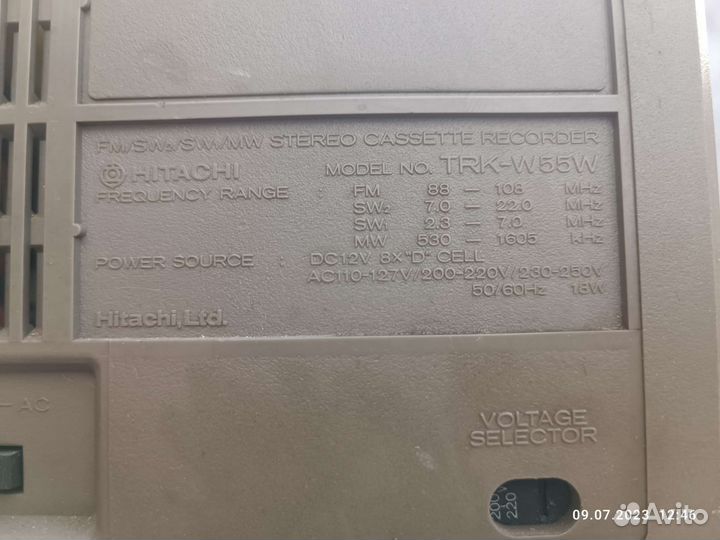 FM/SW₂/SW₁/MW STEREO CASSETTE RECORDER
HITACHI MODEL NO. TRK-W55W
FREQUENCY RANGE : FM 88 — 108 MHz
SW₂ 7.0 — 22.0 MHz
SW₁ 2.3 — 7.0 MHz
MW 530 — 1605 kHz
POWER SOURCE : DC12V 8X"D" CELL
AC110-127V//200-220V//230-250V
50/60Hz 18W
Hitachi, Ltd.
— AC
VOLTAGE
SELECTOR
200
220
09.07.2023 12:46
Avito